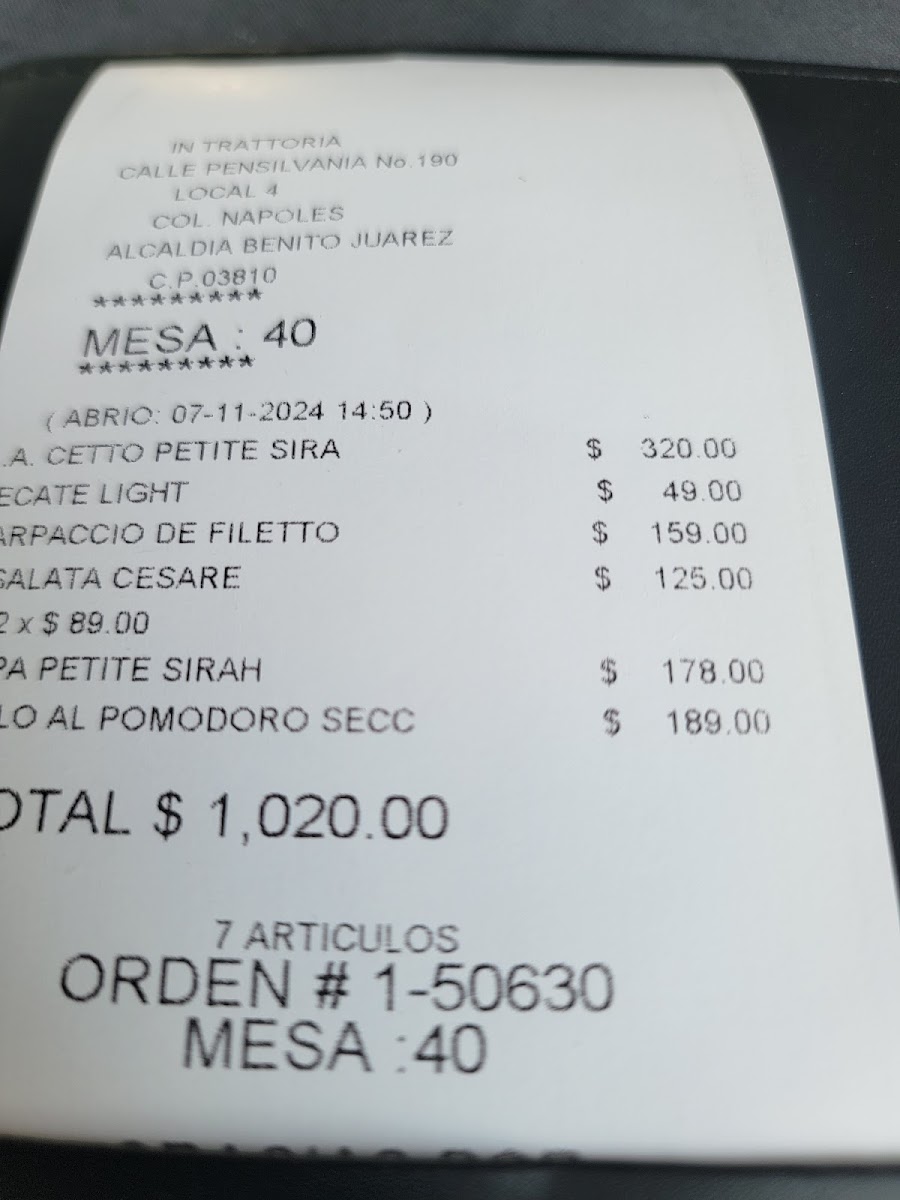 IN TRATTORIA
CALLE PENSILVANIA No.190
LOCAL 4
COL. NAPOLES
ALCALDIA BENITO JUAREZ
C.P.03810
*********
MESA : 40
*********
( ABRIO: 07-11-2024 14:50 )
.A. CETTO PETITE SIRA $ 320.00
ECATE LIGHT $ 49.00
ARPACCIO DE FILETTO $ 159.00
SALATA CESARE $ 125.00
2 x $ 89.00
PA PETITE SIRAH $ 178.00
LO AL POMODORO SECC $ 189.00
OTAL $ 1,020.00
7 ARTICULOS
ORDEN # 1-50630
MESA :40